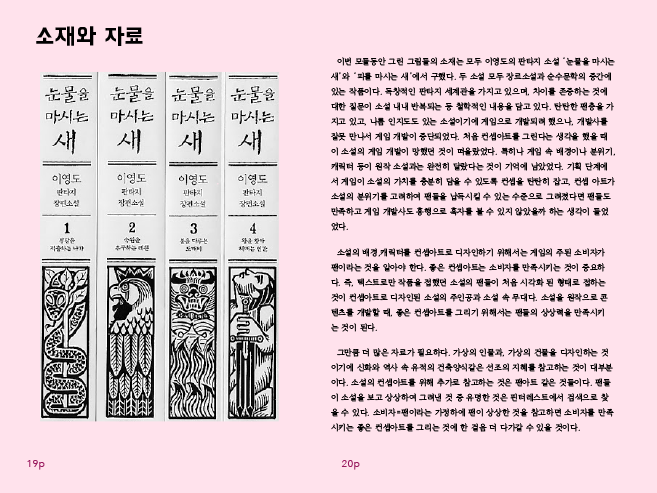 소재와 자료
눈물을
마시는
새
이영도
판타지
장편소설
1
눈물을
마시는
새
이영도
판타지
장편소설
2
눈물을
마시는
새
이영도
판타지
장편소설
3
눈물을
마시는
새
이영도
판타지
장편소설
4
19p
이번 모둠동안 그린 그림들의 소재는 모두 이영도의 판타지 소설 '눈물을 마시는
새'와 '피를 마시는 새'에서 구했다. 두 소설 모두 장르소설과 순수문학의 중간에
있는 작품이다. 독창적인 판타지 세계관을 가지고 있으며, 차이를 존중하는 것에
대한 질문이 소설 내내 반복되는 등 철학적인 내용을 담고 있다. 탄탄한 팬층을 가
지고 있고, 나름 인지도도 있는 소설이기에 게임으로 개발되려 했으나, 개발사를
잘못 만나서 게임 개발이 중단되었다. 처음 컨셉아트를 그린다는 생각을 했을 때
이 소설의 게임 개발이 망했던 것이 떠올랐었다. 특히나 게임 속 배경이나 분위기,
캐릭터 등이 원작 소설과는 완전히 달랐다는 것이 기억에 남았었다. 기획 단계에
서 게임이 소설의 가치를 충분히 담을 수 있도록 컨셉을 탄탄히 잡고, 컨셉 아트가
소설의 분위기를 고려하여 팬들을 납득시킬 수 있는 수준으로 그려졌다면 팬들도
만족하고 게임 개발사도 흥행으로 흑자를 볼 수 있지 않았을까 하는 생각이 들었
었다.
소설의 배경,캐릭터를 컨셉아트로 디자인하기 위해서는 게임의 주된 소비자가
팬이라는 것을 알아야 한다. 좋은 컨셉아트는 소비자를 만족시키는 것이 중요하
다. 즉, 텍스트로만 작품을 접했던 소설의 팬들이 처음 시각화 된 형태로 접하는
것이 컨셉아트로 디자인된 소설의 주인공과 소설 속 무대다. 소설을 원작으로 콘
텐츠를 개발할 때, 좋은 컨셉아트를 그리기 위해서는 팬들의 상상력을 만족시키
는 것이 된다.
그만큼 더 많은 자료가 필요하다. 가상의 인물과, 가상의 건물을 디자인하는 것
이기에 신화와 역사 속 유적의 건축양식같은 선조의 지혜를 참고하는 것이 대부분
이다. 소설의 컨셉아트를 위해 추가로 참고하는 것은 팬아트 같은 것들이다. 팬들
이 소설을 보고 상상하여 그려낸 것 중 유명한 것은 핀터레스트에서 검색으로 찾
을 수 있다. 소비자=팬이라는 가정하에 팬이 상상한 것을 참고하면 소비자를 만족
시키는 좋은 컨셉아트를 그리는 것에 한 걸음 더 다가갈 수 있을 것이다.
20p